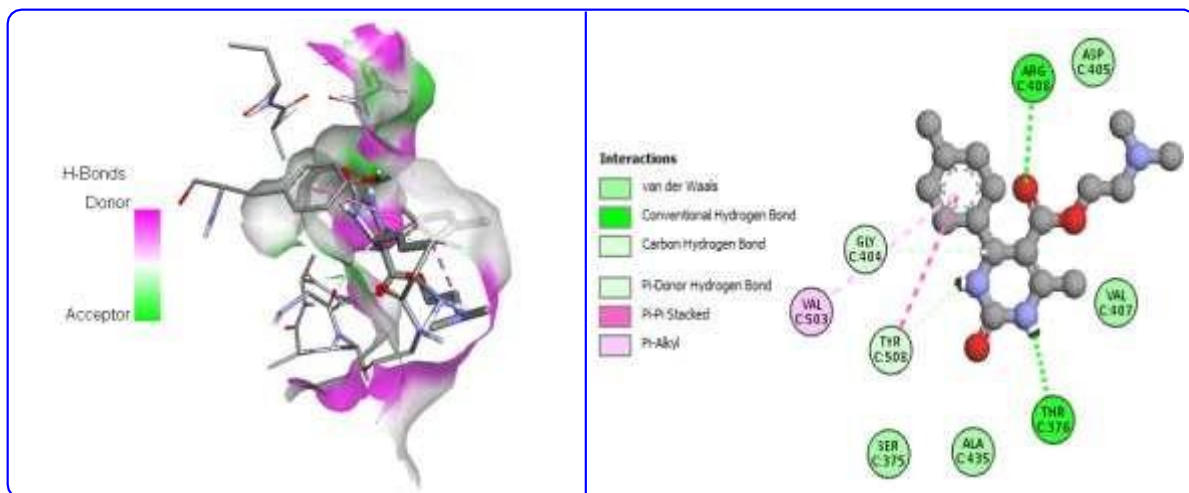 H-Bonds
Donor
Acceptor
Interactions
van der Waals
Conventional Hydrogen Bond
Carbon Hydrogen Bond
Pi-Donor Hydrogen Bond
Pi-Pi Stacked
Pi-Alkyl
ARG
C:408
ASP
C:405
GLY
C:404
VAL
C:503
TYR
C:508
VAL
C:407
THR
C:376
SER
C:375
ALA
C:435